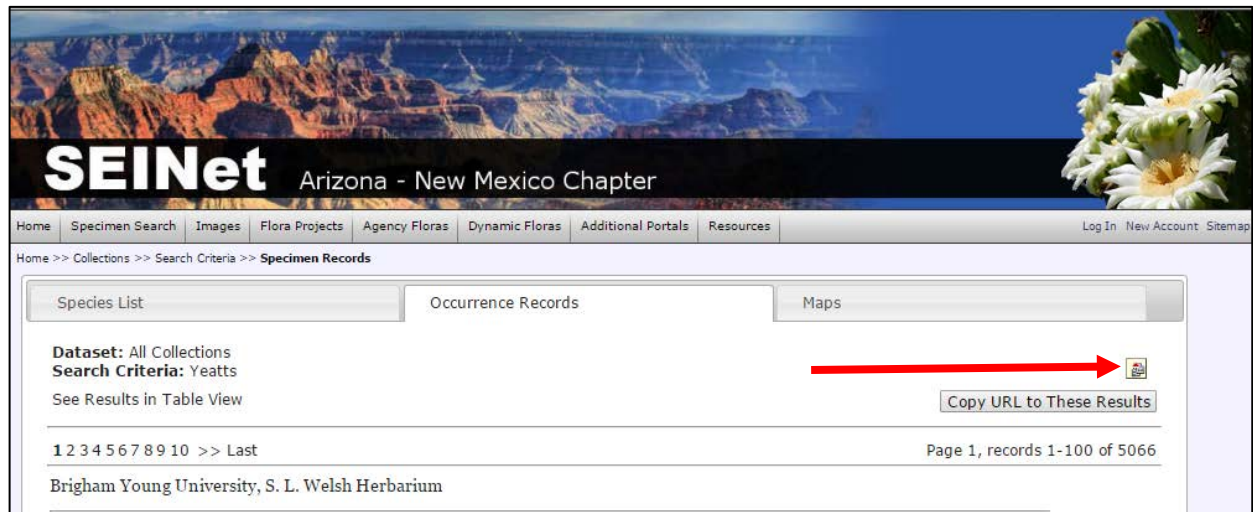 SEINet Arizona - New Mexico Chapter
Home Specimen Search Images Flora Projects Agency Floras Dynamic Floras Additional Portals Resources Log In New Account Sitemap
Home >> Collections >> Search Criteria >> Specimen Records
Species List Occurrence Records Maps
Dataset: All Collections
Search Criteria: Yeatts
See Results in Table View Copy URL to These Results
1 2 3 4 5 6 7 8 9 10 >> Last Page 1, records 1-100 of 5066
Brigham Young University, S. L. Welsh Herbarium